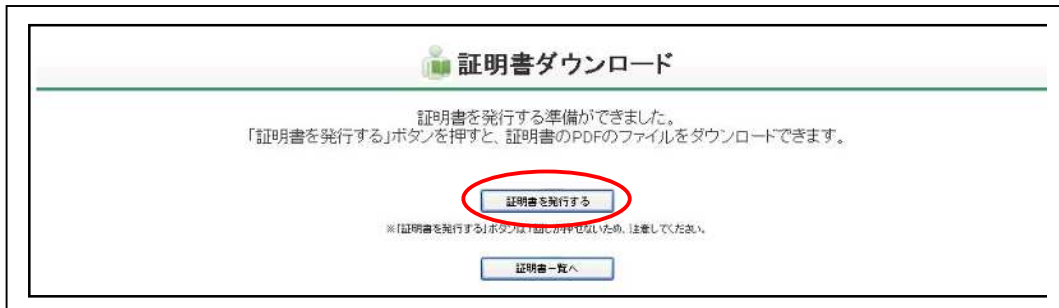 証明書ダウンロード
証明書を発行する準備ができました。
「証明書を発行する」ボタンを押すと、証明書のPDFのファイルをダウンロードできます。
証明書を発行する
※「証明書を発行する」ボタンは1回しか押せないため、注意してください。
証明書一覧へ